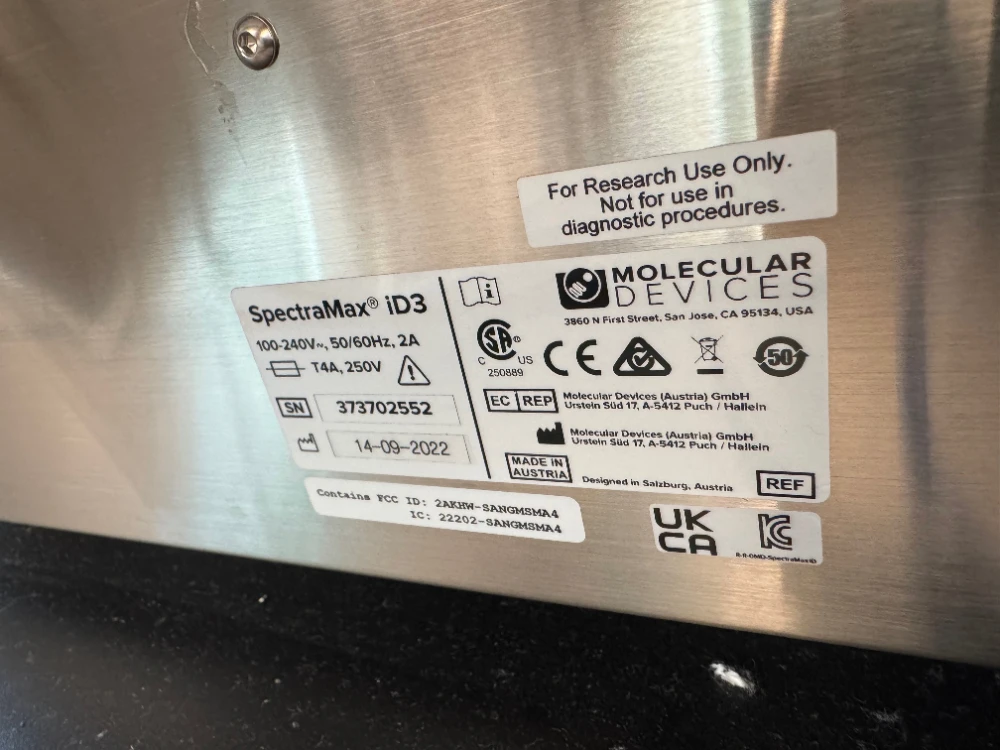 For Research Use Only.
Not for use in
diagnostic procedures.
SpectraMax® iD3
100-240V~, 50/60Hz, 2A
T4A, 250V
SN 373702552
14-09-2022
i
MOLECULAR
DEVICES
3860 N First Street, San Jose, CA 95134, USA
SA®
C US
250889
CE
50
EC REP
Molecular Devices (Austria) GmbH
Urstein Süd 17, A-5412 Puch / Hallein
Molecular Devices (Austria) GmbH
Urstein Süd 17, A-5412 Puch / Hallein
MADE IN
AUSTRIA
Designed in Salzburg, Austria
REF
Contains FCC ID: 2AKHW-SANGMSMA4
IC: 22202-SANGMSMA4
UK
CA
KC